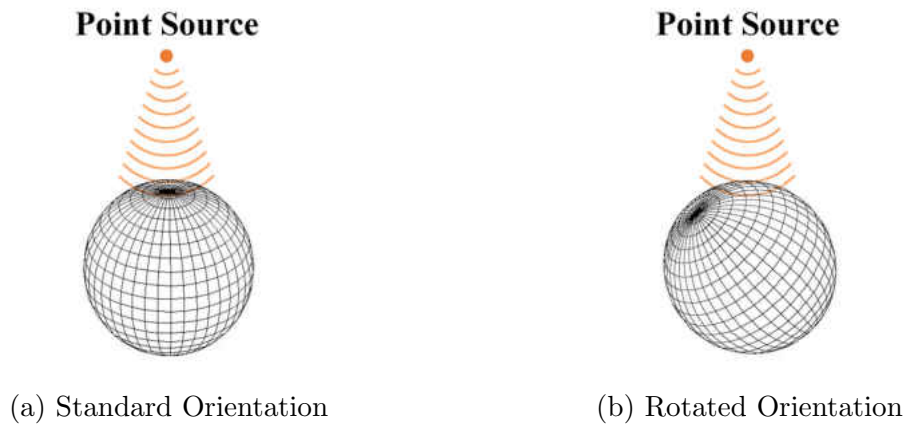 Point Source
Point Source
(a) Standard Orientation
(b) Rotated Orientation